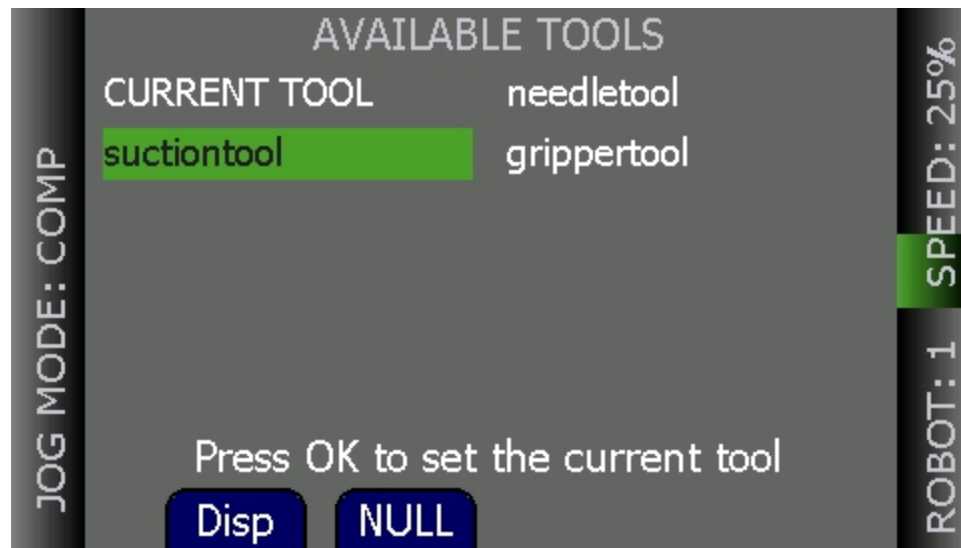 AVAILABLE TOOLS
CURRENT TOOL needletool
suctiontool grippertool
Press OK to set the current tool
Disp NULL
JOG MODE: COMP
SPEED: 25%
ROBOT: 1